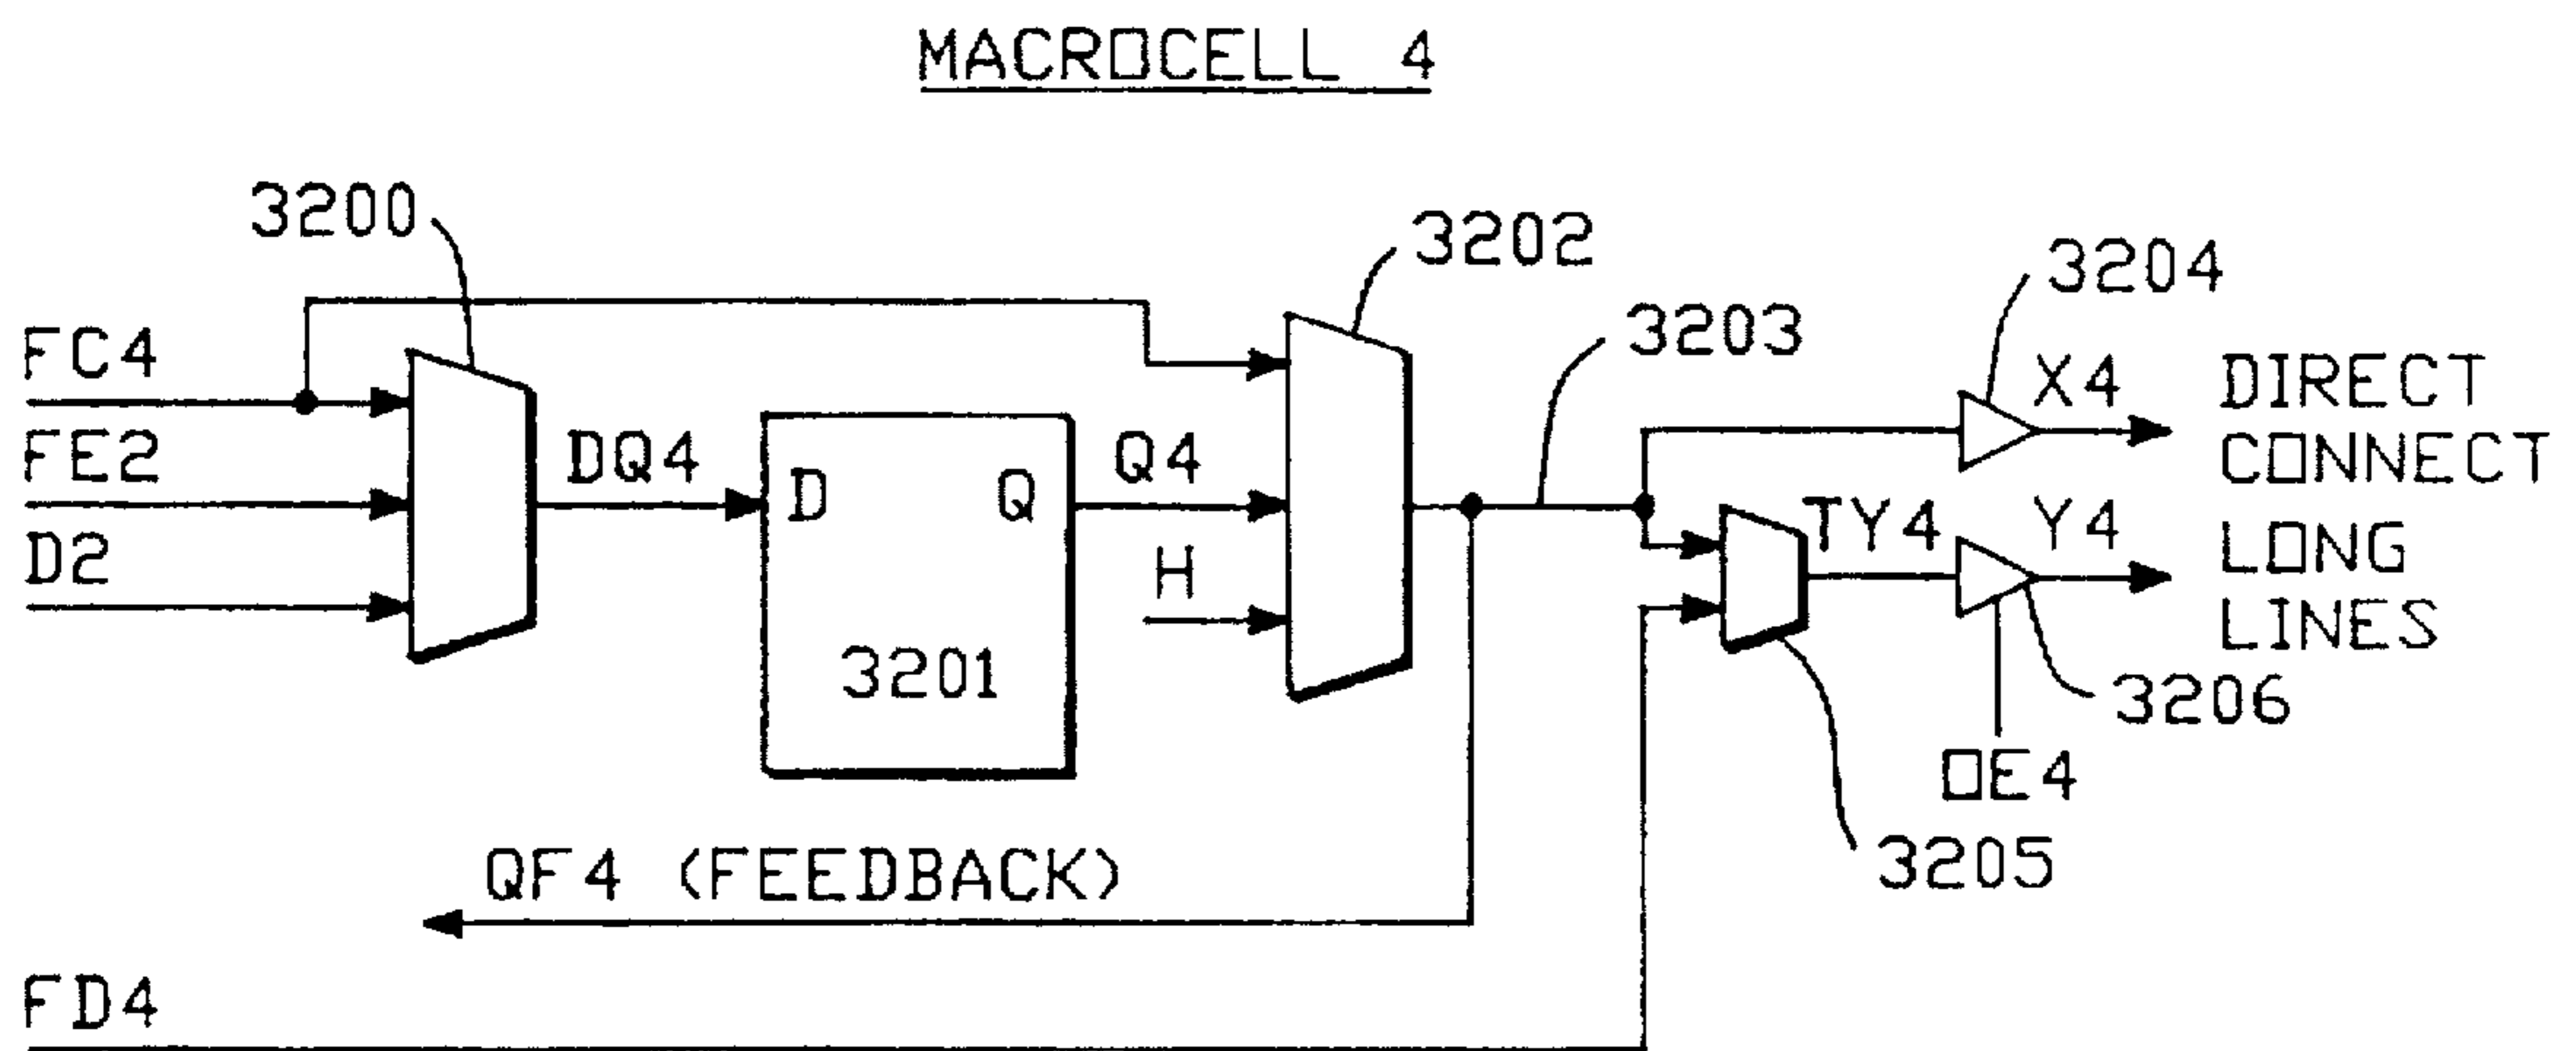 MACROCELL 4
3200
3202
3204
3203
FC4
X4
DIRECT
CONNECT
FE2
DQ4
D
Q
Q4
TY4
Y4
LONG
LINES
D2
H
3201
3206
OE4
3205
QF4 (FEEDBACK)
FD4